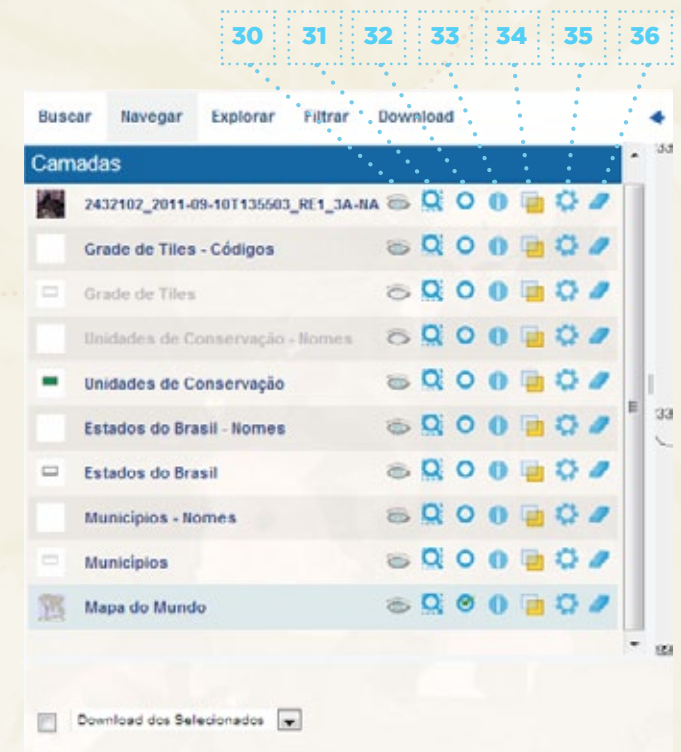 30 31 32 33 34 35 36
Buscar Navegar Explorar Filtrar Download
Camadas
2432102_2011-09-10T135503_RE1_3A-NA
Grade de Tiles - Códigos
Grade de Tiles
Unidades de Conservação - Nomes
Unidades de Conservação
Estados do Brasil - Nomes
Estados do Brasil
Municípios - Nomes
Municípios
Mapa do Mundo
Download dos Selecionados